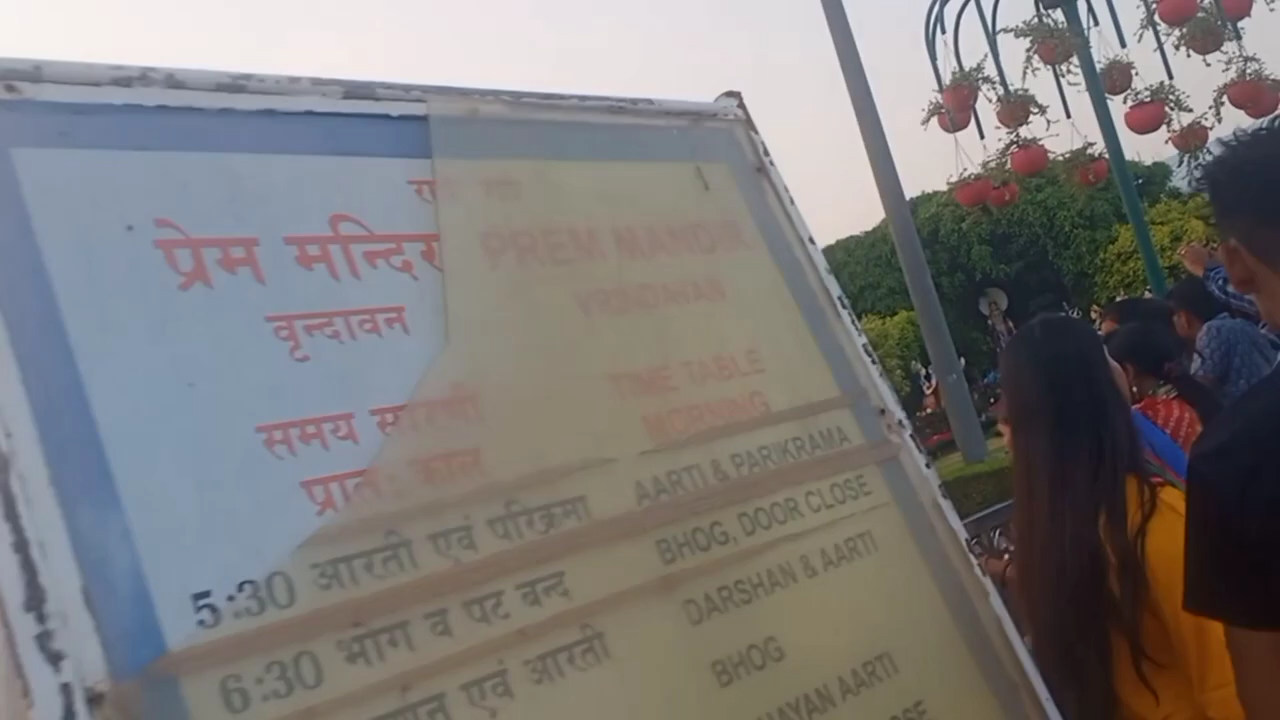 प्रेम मन्दिर PREM MANDIR
वृन्दावन VRINDAVAN
समय सारणी TIME TABLE
प्रातः काल MORNING
5:30 आरती एवं परिक्रमा AARTI & PARIKRAMA
6:30 भोग व पट बन्द BHOG, DOOR CLOSE
एवं आरती DARSHAN & AARTI
BHOG
AARTI